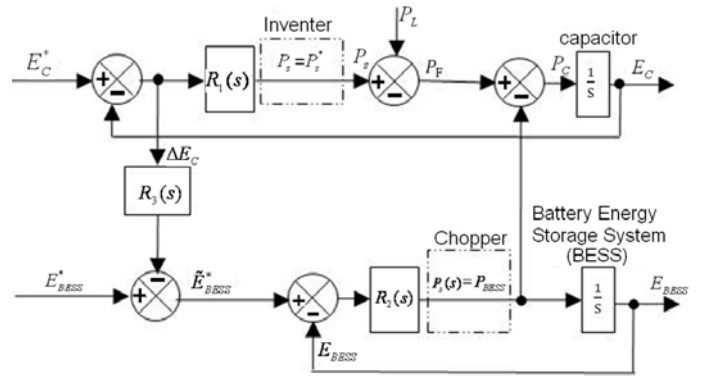 Inventer
P_L
capacitor
E_C^*
+
−
R_1(s)
P_s = P_s^*
P_s
+
−
P_F
+
−
P_C
1/S
E_C
ΔE_C
R_3(s)
Battery Energy
Storage System
(BESS)
Chopper
E_BESS^*
+
−
Ẽ_BESS^*
+
−
R_2(s)
P_s(s) = P_BESS
1/S
E_BESS
E_BESS